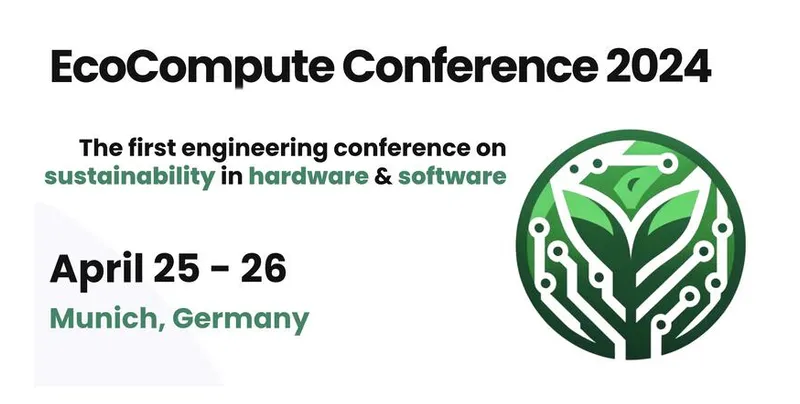 EcoCompute Conference 2024
The first engineering conference on
sustainability in hardware & software
April 25 - 26
Munich, Germany